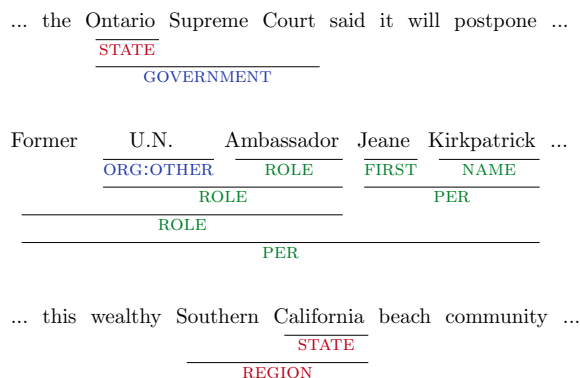 ... the Ontario Supreme Court said it will postpone ...
STATE
GOVERNMENT
Former U.N. Ambassador Jeane Kirkpatrick ...
ORG:OTHER ROLE FIRST NAME
ROLE PER
ROLE
PER
... this wealthy Southern California beach community ...
STATE
REGION